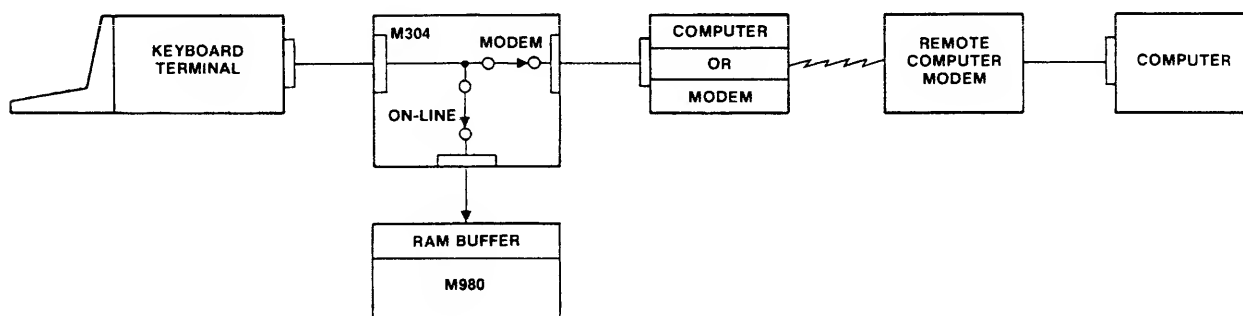 KEYBOARD
TERMINAL
M304
MODEM
ON-LINE
RAM BUFFER
M980
COMPUTER
OR
MODEM
REMOTE
COMPUTER
MODEM
COMPUTER